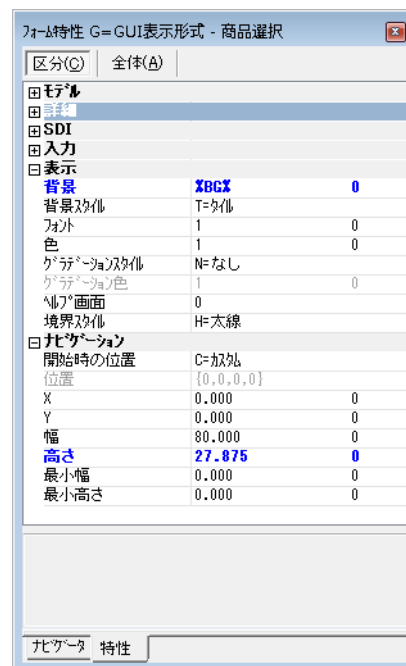 ﾌｫｰﾑ特性 G=GUI表示形式 - 商品選択
区分(C) 全体(A)
ﾓﾃﾞﾙ
詳細
SDI
入力
表示
背景 %BG% 0
背景ｽﾀｲﾙ T=ﾀｲﾙ
ﾌｫﾝﾄ 1 0
色 1 0
ｸﾞﾗﾃﾞｰｼｮﾝｽﾀｲﾙ N=なし
ｸﾞﾗﾃﾞｰｼｮﾝ色 1 0
ﾍﾙﾌﾟ画面 0
境界ｽﾀｲﾙ H=太線
ﾅﾋﾞｹﾞｰｼｮﾝ
開始時の位置 C=ｶｽﾀﾑ
位置 {0,0,0,0}
X 0.000 0
Y 0.000 0
幅 80.000 0
高さ 27.875 0
最小幅 0.000 0
最小高さ 0.000 0
ﾅﾋﾞｹﾞｰﾀ 特性